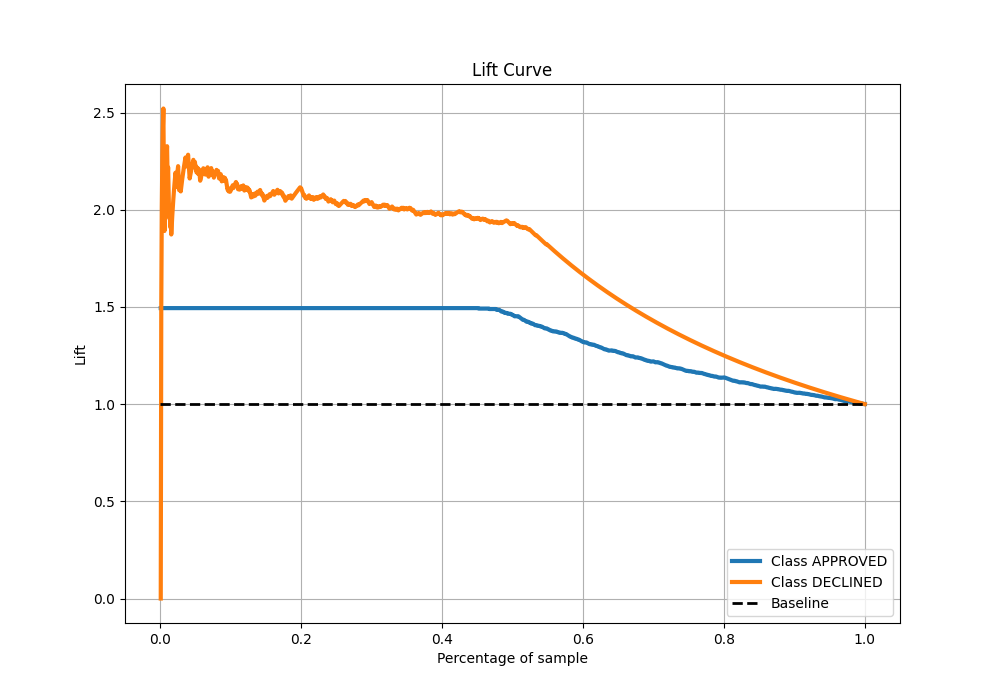 Lift Curve
2.5
2.0
1.5
1.0
0.5
0.0
Lift
0.0 0.2 0.4 0.6 0.8 1.0
Percentage of sample
Class APPROVED
Class DECLINED
Baseline